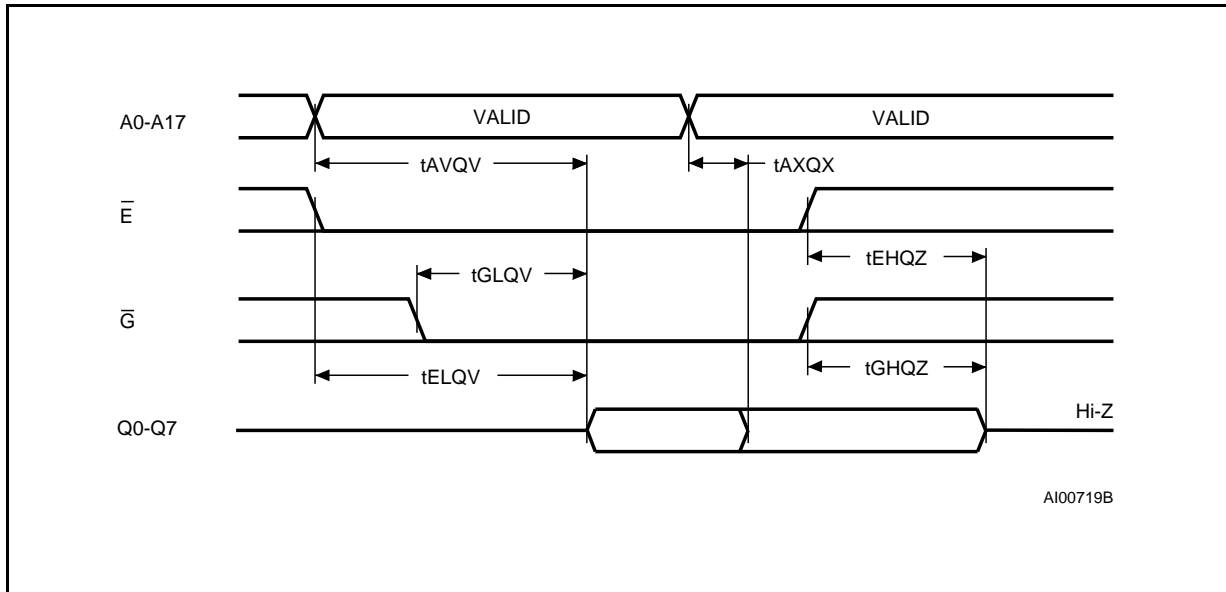 A0-A17
VALID
VALID
tAVQV
tAXQX
E̅
tEHQZ
tGLQV
G̅
tGHQZ
tELQV
Q0-Q7
Hi-Z
AI00719B